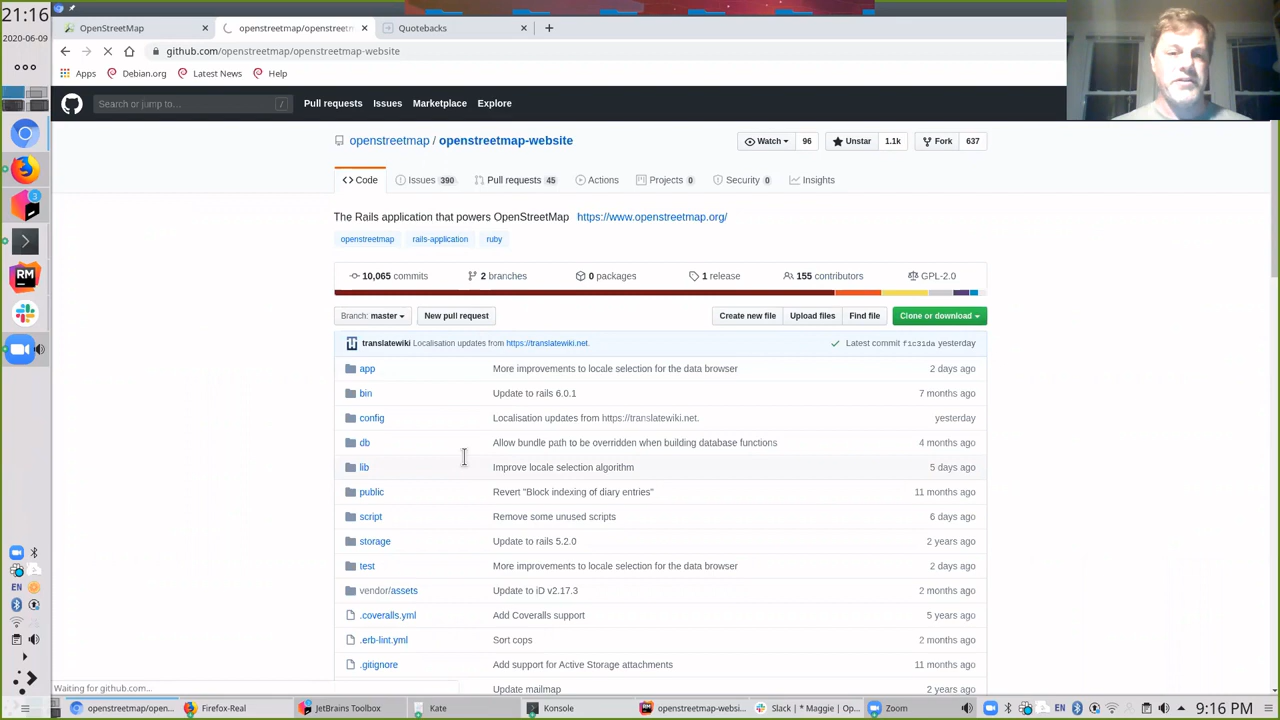 21:16
2020-06-09
OpenStreetMap
openstreetmap/openstreetm
Quotebacks
github.com/openstreetmap/openstreetmap-website
Apps
Debian.org
Latest News
Help
Search or jump to…
/
Pull requests
Issues
Marketplace
Explore
openstreetmap / openstreetmap-website
Watch
96
Unstar
1.1k
Fork
637
Code
Issues 390
Pull requests 45
Actions
Projects 0
Security 0
Insights
The Rails application that powers OpenStreetMap https://www.openstreetmap.org/
openstreetmap
rails-application
ruby
10,065 commits
2 branches
0 packages
1 release
155 contributors
GPL-2.0
Branch: master
New pull request
Create new file
Upload files
Find file
Clone or download
translatewiki Localisation updates from https://translatewiki.net.
Latest commit f1c31da yesterday
app More improvements to locale selection for the data browser 2 days ago
bin Update to rails 6.0.1 7 months ago
config Localisation updates from https://translatewiki.net. yesterday
db Allow bundle path to be overridden when building database functions 4 months ago
lib Improve locale selection algorithm 5 days ago
public Revert "Block indexing of diary entries" 11 months ago
script Remove some unused scripts 6 days ago
storage Update to rails 5.2.0 2 years ago
test More improvements to locale selection for the data browser 2 days ago
vendor/assets Update to iD v2.17.3 2 months ago
.coveralls.yml Add Coveralls support 5 years ago
.erb-lint.yml Sort cops 2 months ago
.gitignore Add support for Active Storage attachments 11 months ago
Update mailmap 2 years ago
Waiting for github.com...
3
RM
EN
openstreetmap/open...
Firefox-Real
JetBrains Toolbox
Kate
Konsole
openstreetmap-websi...
Slack | * Maggie | Op...
Zoom
EN
9:16 PM